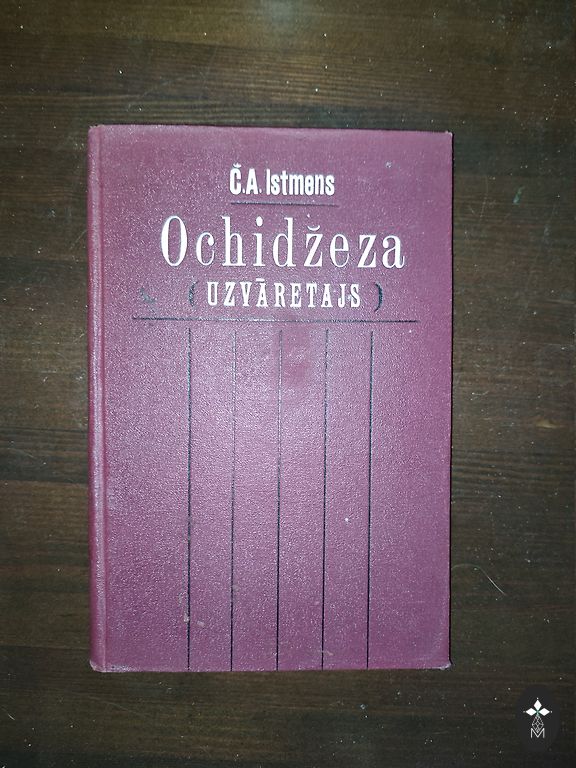 Č.A. Istmens
Ochidžeza
(UZVĀRETAJS)
M